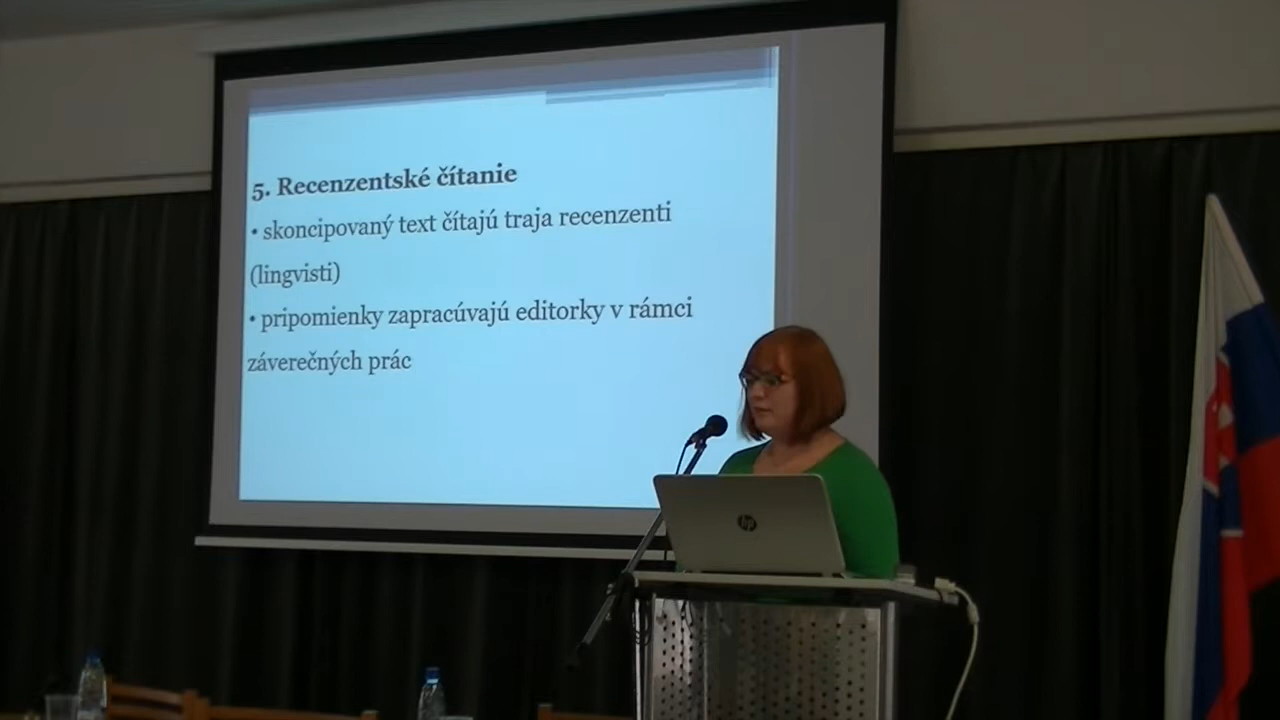 5. Recenzentské čítanie
• skoncipovaný text čítajú traja recenzenti
(lingvisti)
• pripomienky zapracúvajú editorky v rámci
záverečných prác
hp